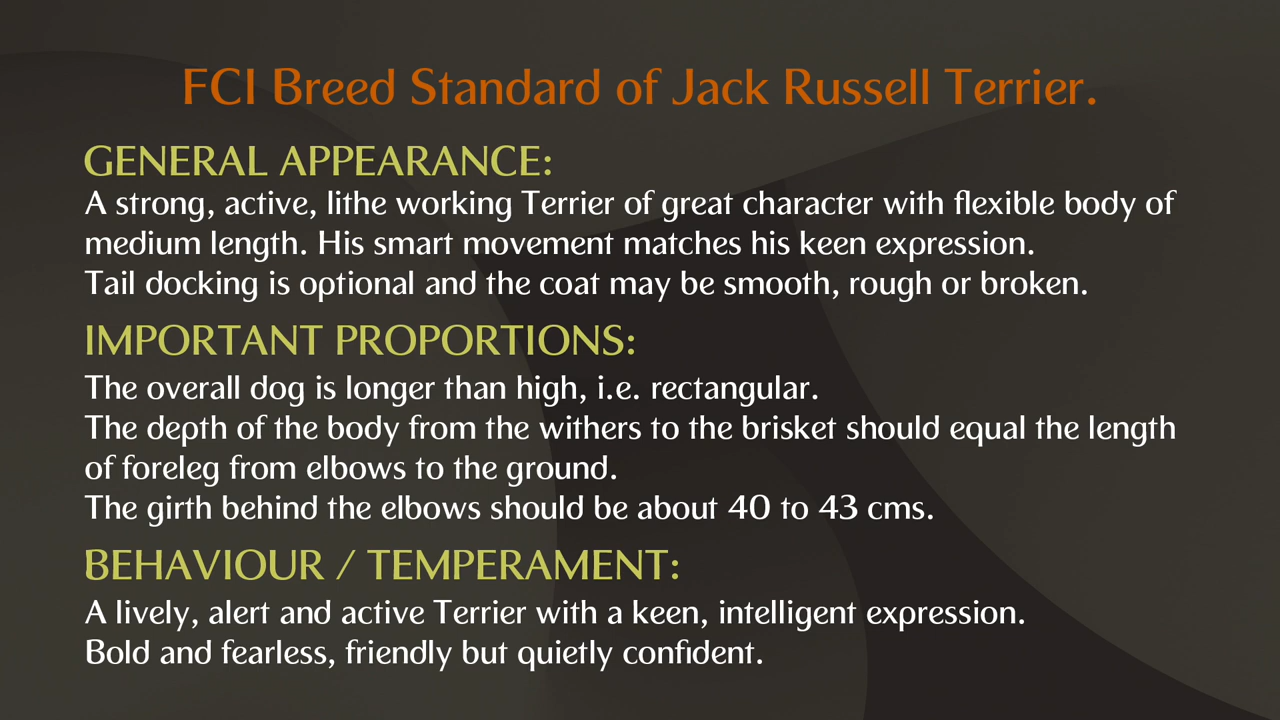 FCI Breed Standard of Jack Russell Terrier.
GENERAL APPEARANCE:
A strong, active, lithe working Terrier of great character with flexible body of
medium length. His smart movement matches his keen expression.
Tail docking is optional and the coat may be smooth, rough or broken.
IMPORTANT PROPORTIONS:
The overall dog is longer than high, i.e. rectangular.
The depth of the body from the withers to the brisket should equal the length
of foreleg from elbows to the ground.
The girth behind the elbows should be about 40 to 43 cms.
BEHAVIOUR / TEMPERAMENT:
A lively, alert and active Terrier with a keen, intelligent expression.
Bold and fearless, friendly but quietly confident.